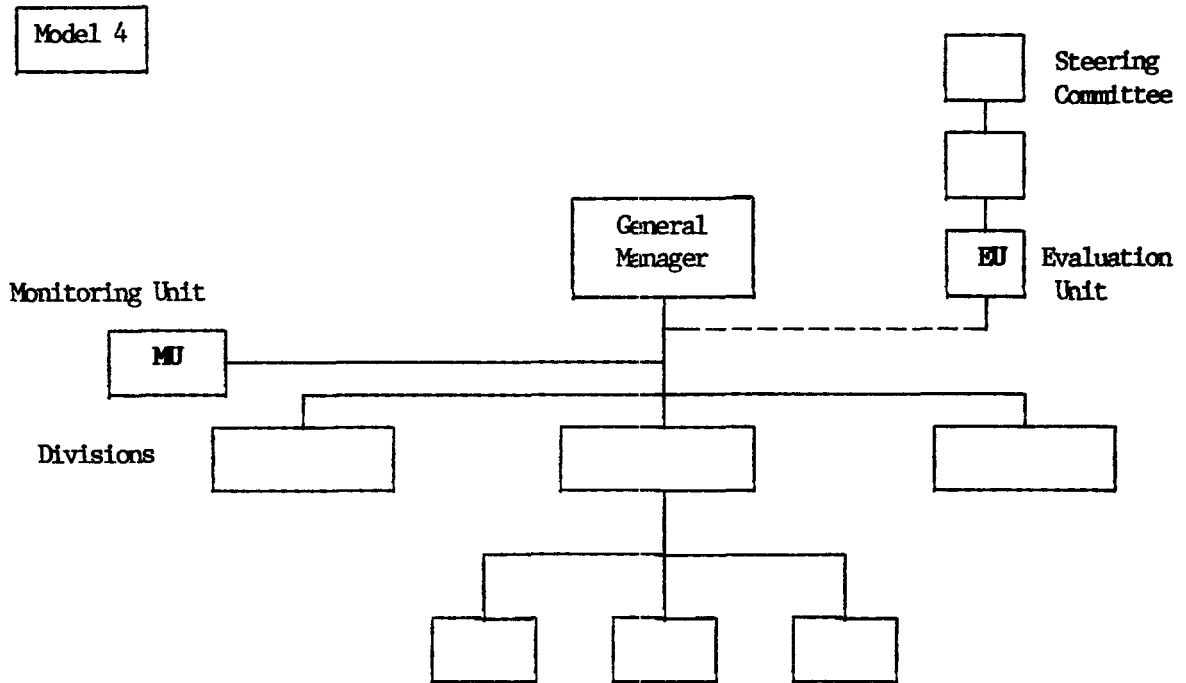 Model 4
Steering
Committee
General
Manager
EU
Evaluation
Unit
Monitoring Unit
MU
Divisions